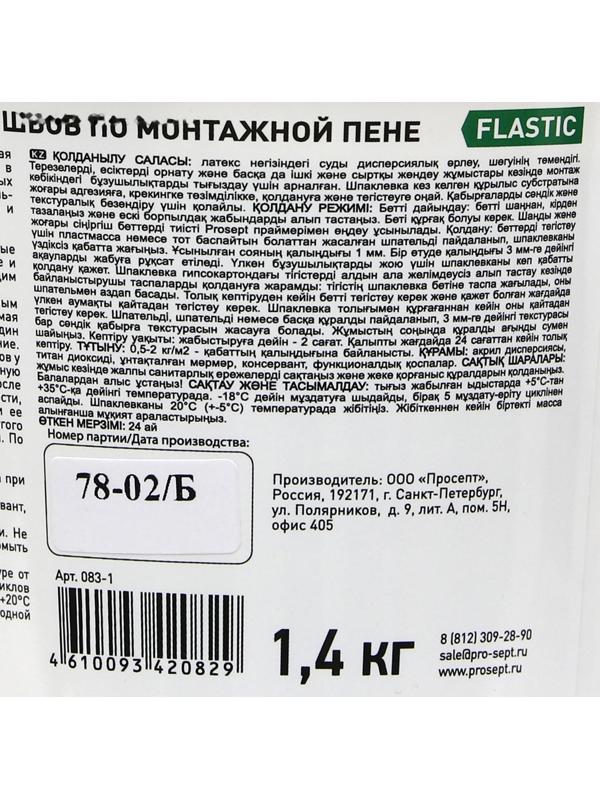 ШВОВ ПО МОНТАЖНОЙ ПЕНЕ
FLASTIC
KZ ҚОЛДАНЫЛУ САЛАСЫ: латекс негізіндегі суды дисперсиялық өрлеу, шөгуінің төмендігі.
Терезелерді, есіктерді орнату және басқа да ішкі және сыртқы жөндеу жұмыстары кезінде монтаж
көбікіндегі бұзушылықтарды тығыздау үшін арналған. Шпаклевка кез келген құрылыс субстратына
жоғары адгезияға, крекингке төзімділікке, қолдануға және тегістеуге оңай. Қабырғаларды сәндік
текстуралық безендіру үшін қолайлы. ҚОЛДАНУ РЕЖИМІ: Бетті дайындау: бетті шаңнан, кірден
тазалаңыз және ескі борпылдақ жабындарды алып тастаңыз. Беті құрғақ болуы керек. Шаңды және
жоғары сіңіргіш беттерді тиісті Prosept праймерімен өңдеу ұсынылады. Қолдану: беттерді тегістеу
үшін пластмасса немесе тот баспайтын болаттан жасалған шпательді пайдаланып, шпаклевканы
үздіксіз қабатта жағыңыз. Ұсынылған сояның қалыңдығы 1 мм. Бір өтуде қалыңдығы 3 мм-ге дейінгі
ақауларды жабуға рұқсат етіледі. Үлкен бұзушылықтарды жою үшін шпаклевканы көп қабатты
қолдану қажет. Шпаклевка гипсокартондағы тігістерді толтырып ала желімдеусіз алып тастау кезінде
байланыстырушы таспаларды қолдануға жарамды: тігістің шпаклевка бетіне таспа жағылады, оны
шпательмен аздап басады. Толық кептіруден кейін бетті тегістеу керек және қажет болған жағдайда
үлкен аумақты қайтадан тегістеу керек. Шпаклевка толығымен құрғағаннан кейін оны қайтадан
тегістеу керек. Шпательді, шпательді немесе басқа құралды пайдаланып, 3 мм-ге дейінгі текстурасы
бар сәндік қабырға текстурасын жасауға болады. Жұмыстың соңында құралды ағынды сумен
кептіру. Кептіру уақыты: жабыстыруға дейін - 2 сағат. Қалыпты жағдайда 24 сағаттан кейін толық
кептіру. ТҰТЫНУ: 0,5-2 кг/м2 - қабаттың қалыңдығына байланысты. ҚҰРАМЫ: акрил дисперсиясы,
титан диоксиді, ұнтақталған мәрмәр, консервант, функционалдық қоспалар. САҚТЫҚ ШАРАЛАРЫ:
жұмыс кезінде жалпы санитарлық ережелерді және жеке қорғаныс құралдарын қолданыңыз.
Балалардан алыс ұстаңыз! САҚТАУ ЖӘНЕ ТАСЫМАЛДАУ: тығыз жабылған ыдыстарда +5°С-тан
+35°С-қа дейінгі температурада. -18°С дейін мұздатуға шыдайды, бірақ 5 мұздату-еріту циклінен
аспайды. Шпаклевканы 20°С (+-5°С) температурада жібітіңіз. Жібіткеннен кейін біртекті масса
алынғанша мұқият араластырыңыз.
ӨТКЕН МЕРЗІМІ: 24 ай
Номер партии/Дата производства:
78-02/Б
Производитель: ООО «Просепт»,
Россия, 192171, г. Санкт-Петербург,
ул. Полярников, д. 9, лит. А, пом. 5Н,
офис 405
Арт. 083-1
4 610093 420829
1,4 кг
8 (812) 309-28-90
sale@pro-sept.ru
www.prosept.ru